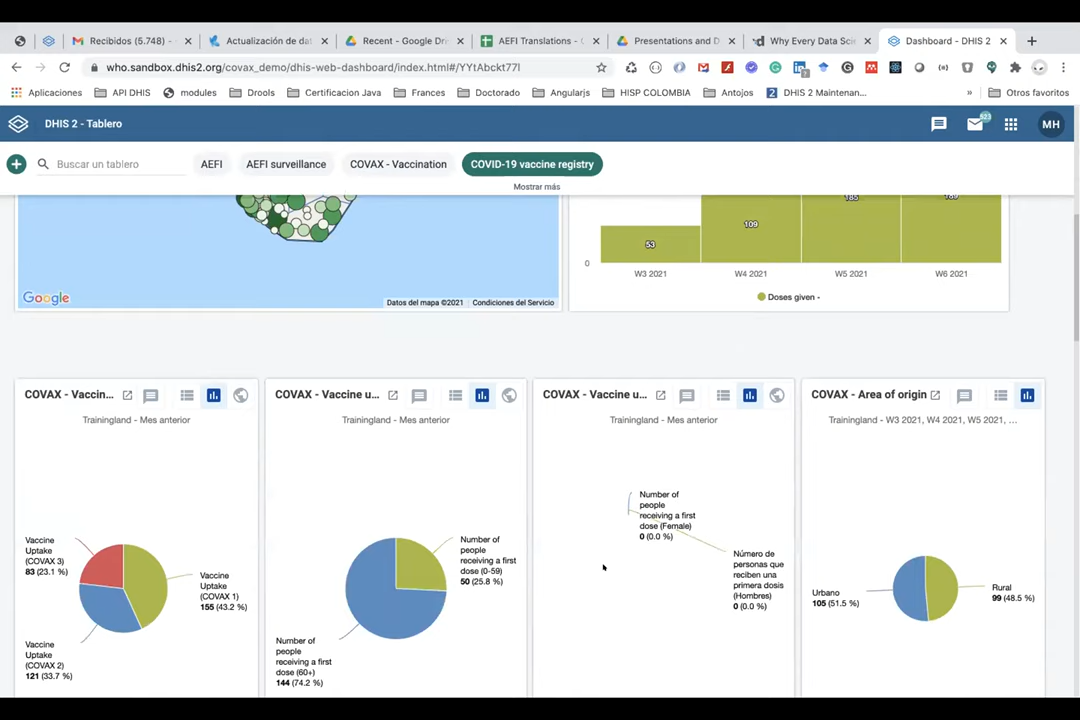 Recibidos (5.748) -
Actualización de da
Recent - Google Dri
AEFI Translations - G
Presentations and D
Why Every Data Scie
Dashboard - DHIS 2
who.sandbox.dhis2.org/covax_demo/dhis-web-dashboard/index.html#/YYtAbckt77l
Aplicaciones
API DHIS
modules
Drools
Certificacion Java
Frances
Doctorado
Angularjs
HISP COLOMBIA
Antojos
DHIS 2 Maintenan...
»
Otros favoritos
DHIS 2 - Tablero
523
MH
Buscar un tablero
AEFI
AEFI surveillance
COVAX - Vaccination
COVID-19 vaccine registry
Mostrar más
Google
Datos del mapa ©2021
Condiciones del Servicio
53
109
185
189
0
W3 2021
W4 2021
W5 2021
W6 2021
Doses given -
COVAX - Vaccin...
Trainingland - Mes anterior
Vaccine
Uptake
(COVAX 3)
83 (23.1 %)
Vaccine
Uptake
(COVAX 1)
155 (43.2 %)
Vaccine
Uptake
(COVAX 2)
121 (33.7 %)
COVAX - Vaccine u...
Trainingland - Mes anterior
Number of
people
receiving a first
dose (0-59)
50 (25.8 %)
Number of
people
receiving a first
dose (60+)
144 (74.2 %)
COVAX - Vaccine u...
Trainingland - Mes anterior
Number of
people
receiving a first
dose (Female)
0 (0.0 %)
Número de
personas que
reciben una
primera dosis
(Hombres)
0 (0.0 %)
COVAX - Area of origin
Trainingland - W3 2021, W4 2021, W5 2021, ...
Urbano
105 (51.5 %)
Rural
99 (48.5 %)